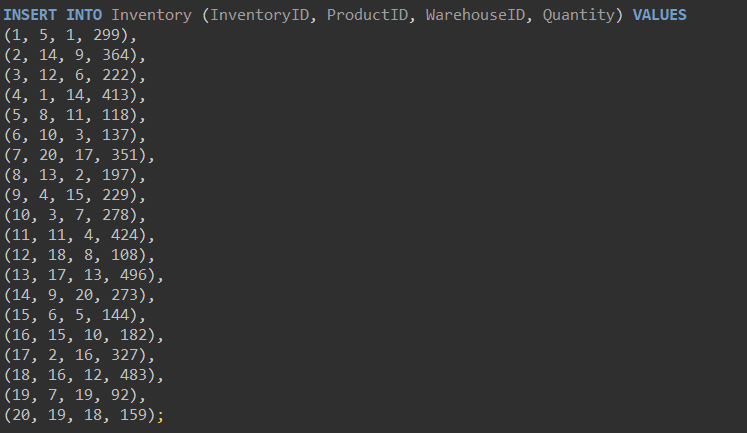 INSERT INTO Inventory (InventoryID, ProductID, WarehouseID, Quantity) VALUES
(1, 5, 1, 299),
(2, 14, 9, 364),
(3, 12, 6, 222),
(4, 1, 14, 413),
(5, 8, 11, 118),
(6, 10, 3, 137),
(7, 20, 17, 351),
(8, 13, 2, 197),
(9, 4, 15, 229),
(10, 3, 7, 278),
(11, 11, 4, 424),
(12, 18, 8, 108),
(13, 17, 13, 496),
(14, 9, 20, 273),
(15, 6, 5, 144),
(16, 15, 10, 182),
(17, 2, 16, 327),
(18, 16, 12, 483),
(19, 7, 19, 92),
(20, 19, 18, 159);